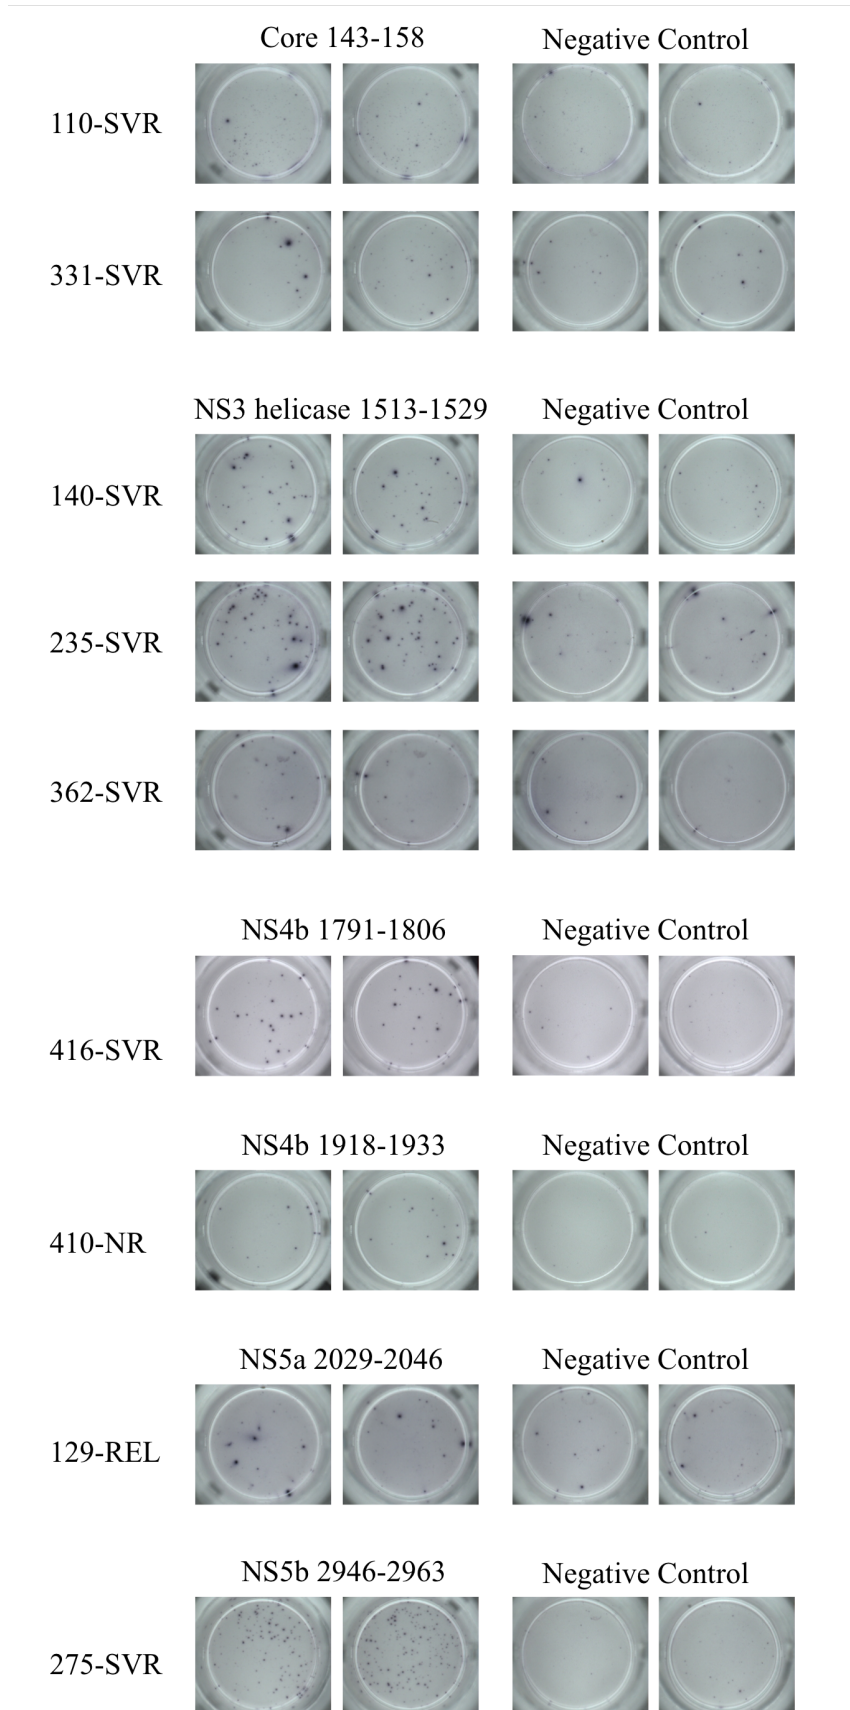 Core 143-158 Negative Control
110-SVR
331-SVR
NS3 helicase 1513-1529 Negative Control
140-SVR
235-SVR
362-SVR
NS4b 1791-1806 Negative Control
416-SVR
NS4b 1918-1933 Negative Control
410-NR
NS5a 2029-2046 Negative Control
129-REL
NS5b 2946-2963 Negative Control
275-SVR